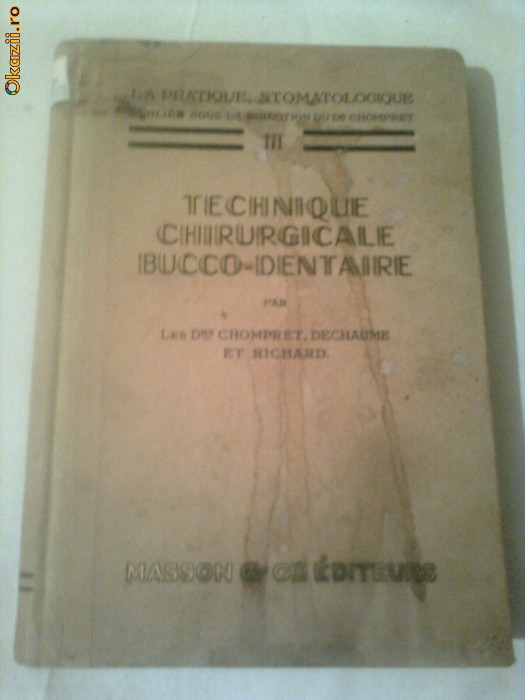 Okazii.ro
LA PRATIQUE STOMATOLOGIQUE
PUBLIÉE SOUS LA DIRECTION DU Dr CHOMPRET
III
TECHNIQUE
CHIRURGICALE
BUCCO-DENTAIRE
PAR
LES Drs CHOMPRET, DECHAUME
ET RICHARD.
MASSON & CIE ÉDITEURS